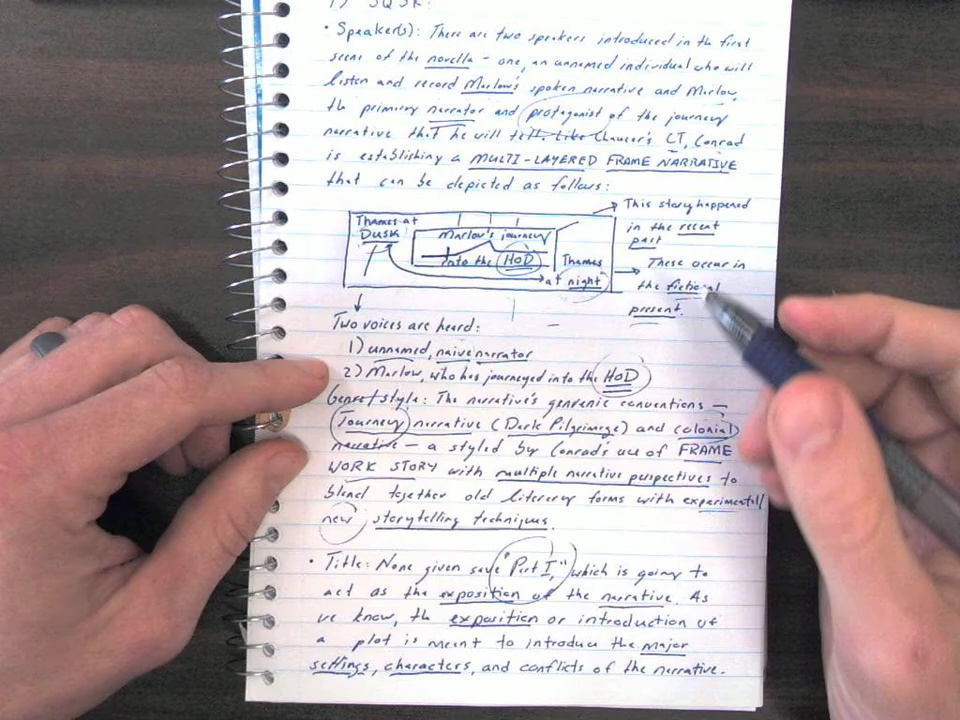 1) SQSR:
• Speaker(s): There are two speakers introduced in th first
scene of the novella – one, an unnamed individual who will
listen and record Marlow's spoken narrative and Marlow,
th primary narrator and protagonist of the journey
narrative that he will tell. Like Chaucer's CT, Conrad
is establishing a MULTI-LAYERED FRAME NARRATIVE
that can be depicted as follows:
Thames at
Dusk
Marlow's journey
into the HOD
Thames
at night
This story happened
in the recent
past
These occur in
the fictional
present.
Two voices are heard:
1) unnamed, naive narrator
2) Marlow, who has journeyed into the HOD
Genre/style: The narrative's genre conventions –
Journey narrative (Dark Pilgrimage) and colonial
narrative – a styled by Conrad's use of FRAME
WORK STORY with multiple narrative perspectives to
blend together old literary forms with experimental/
new storytelling techniques.
• Title: None given save "Part I," which is going to
act as the exposition of the narrative. As
we know, th exposition or introduction of
a plot is meant to introduce the major
settings, characters, and conflicts of the narrative.